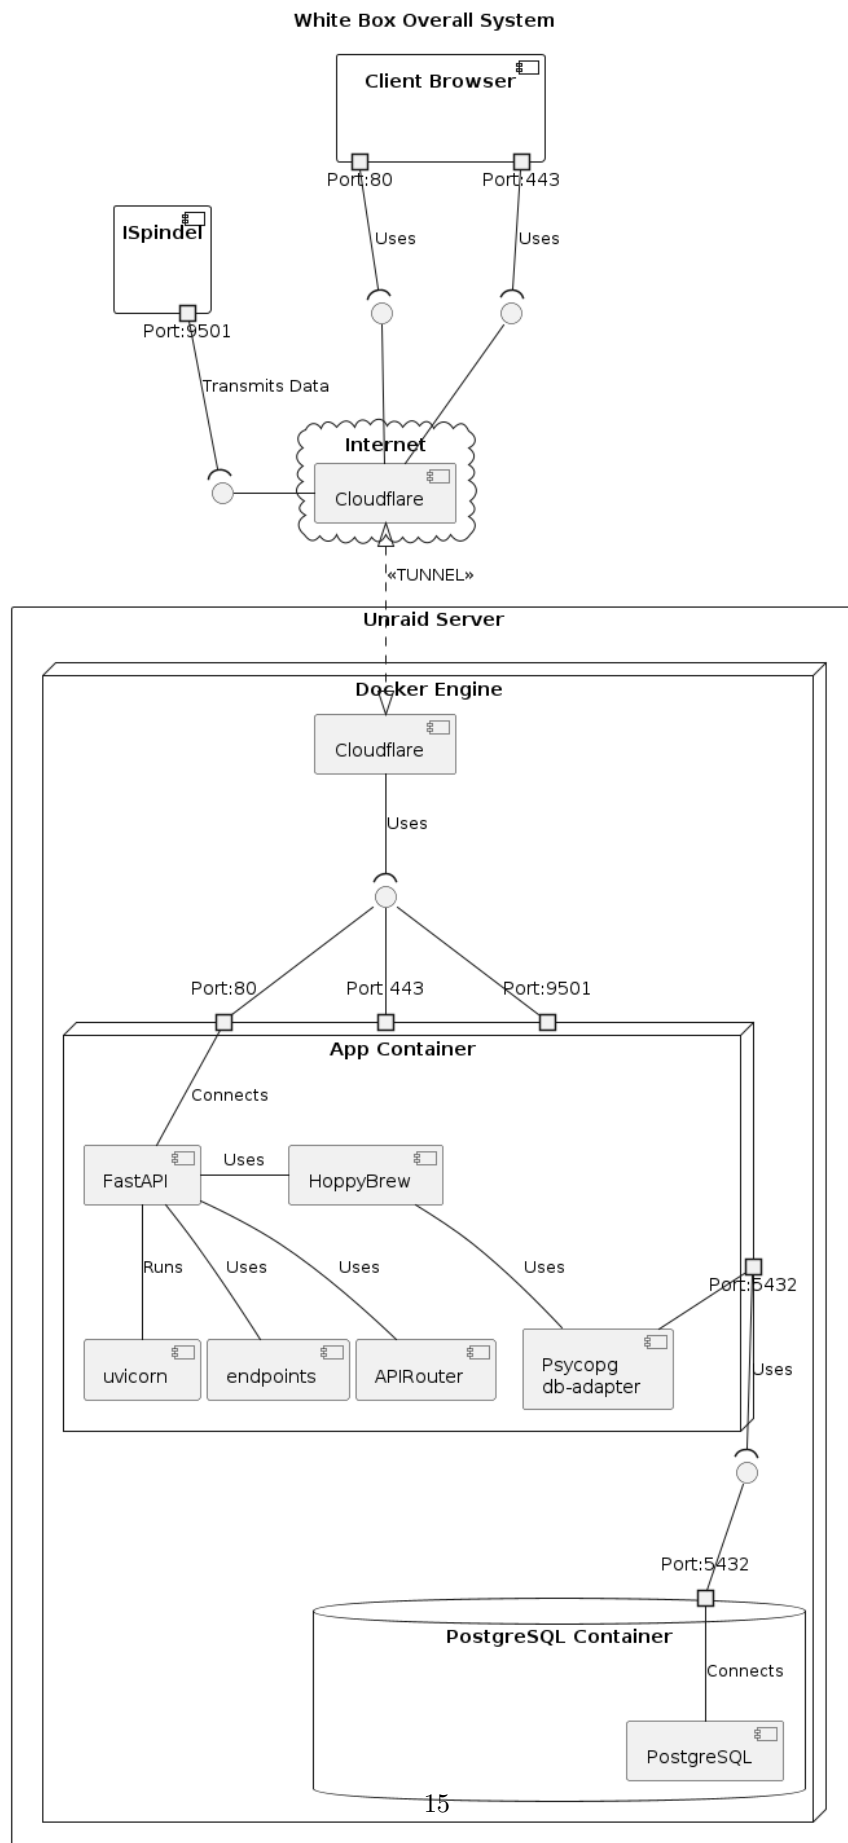 White Box Overall System
Client Browser
Port:80
Port:443
ISpindel
Uses
Uses
Port:9501
Transmits Data
Internet
Cloudflare
«TUNNEL»
Unraid Server
Docker Engine
Cloudflare
Uses
Port:80
Port 443
Port:9501
App Container
Connects
FastAPI
Uses
HoppyBrew
Runs
Uses
Uses
Uses
Port:5432
uvicorn
endpoints
APIRouter
Psycopg
db-adapter
Uses
Port:5432
PostgreSQL Container
Connects
PostgreSQL
15